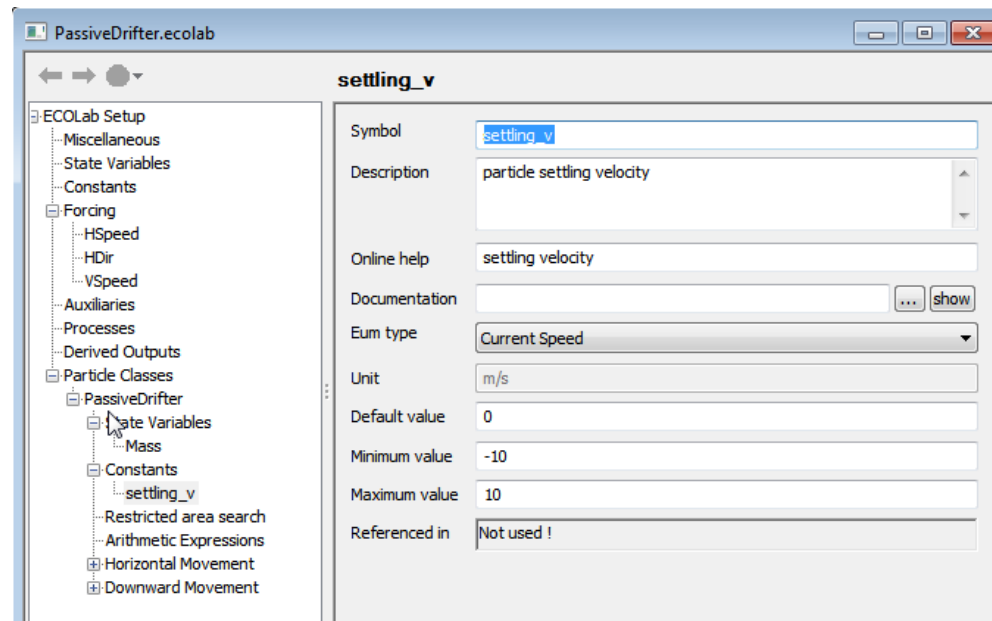 PassiveDrifter.ecolab
settling_v
ECOLab Setup
Miscellaneous
State Variables
Constants
Forcing
HSpeed
HDir
VSpeed
Auxiliaries
Processes
Derived Outputs
Particle Classes
PassiveDrifter
State Variables
Mass
Constants
settling_v
Restricted area search
Arithmetic Expressions
Horizontal Movement
Downward Movement
Symbol settling_v
Description particle settling velocity
Online help settling velocity
Documentation ... show
Eum type Current Speed
Unit m/s
Default value 0
Minimum value -10
Maximum value 10
Referenced in Not used !